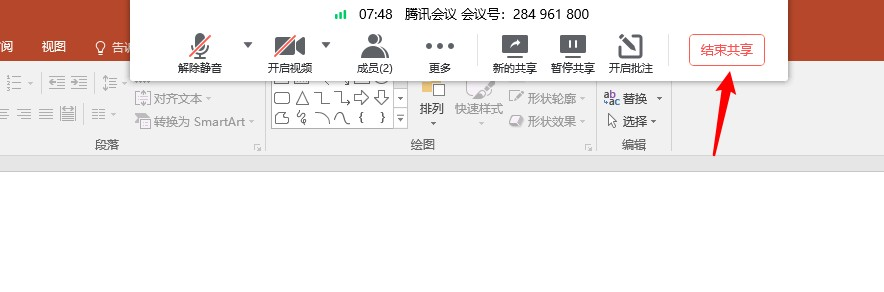 07:48 腾讯会议 会议号：284 961 800
阅 视图 告诉
解除静音 开启视频 成员(2) 更多 新的共享 暂停共享 开启批注 结束共享
对齐文本
转换为 SmartArt
排列 快速样式
形状轮廓
形状效果
ab ac 替换
选择
段落 绘图 编辑